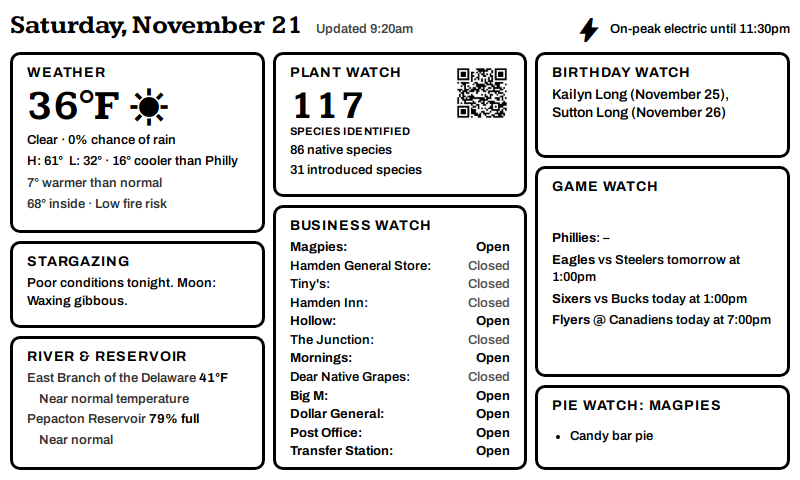 Saturday, November 21 Updated 9:20am
On-peak electric until 11:30pm
WEATHER
36°F
Clear · 0% chance of rain
H: 61° L: 32° · 16° cooler than Philly
7° warmer than normal
68° inside · Low fire risk
STARGAZING
Poor conditions tonight. Moon:
Waxing gibbous.
RIVER & RESERVOIR
East Branch of the Delaware 41°F
Near normal temperature
Pepacton Reservoir 79% full
Near normal
PLANT WATCH
117
SPECIES IDENTIFIED
86 native species
31 introduced species
BUSINESS WATCH
Magpies: Open
Hamden General Store: Closed
Tiny's: Closed
Hamden Inn: Closed
Hollow: Open
The Junction: Closed
Mornings: Open
Dear Native Grapes: Closed
Big M: Open
Dollar General: Open
Post Office: Open
Transfer Station: Open
BIRTHDAY WATCH
Kailyn Long (November 25),
Sutton Long (November 26)
GAME WATCH
Phillies: –
Eagles vs Steelers tomorrow at
1:00pm
Sixers vs Bucks today at 1:00pm
Flyers @ Canadiens today at 7:00pm
PIE WATCH: MAGPIES
• Candy bar pie